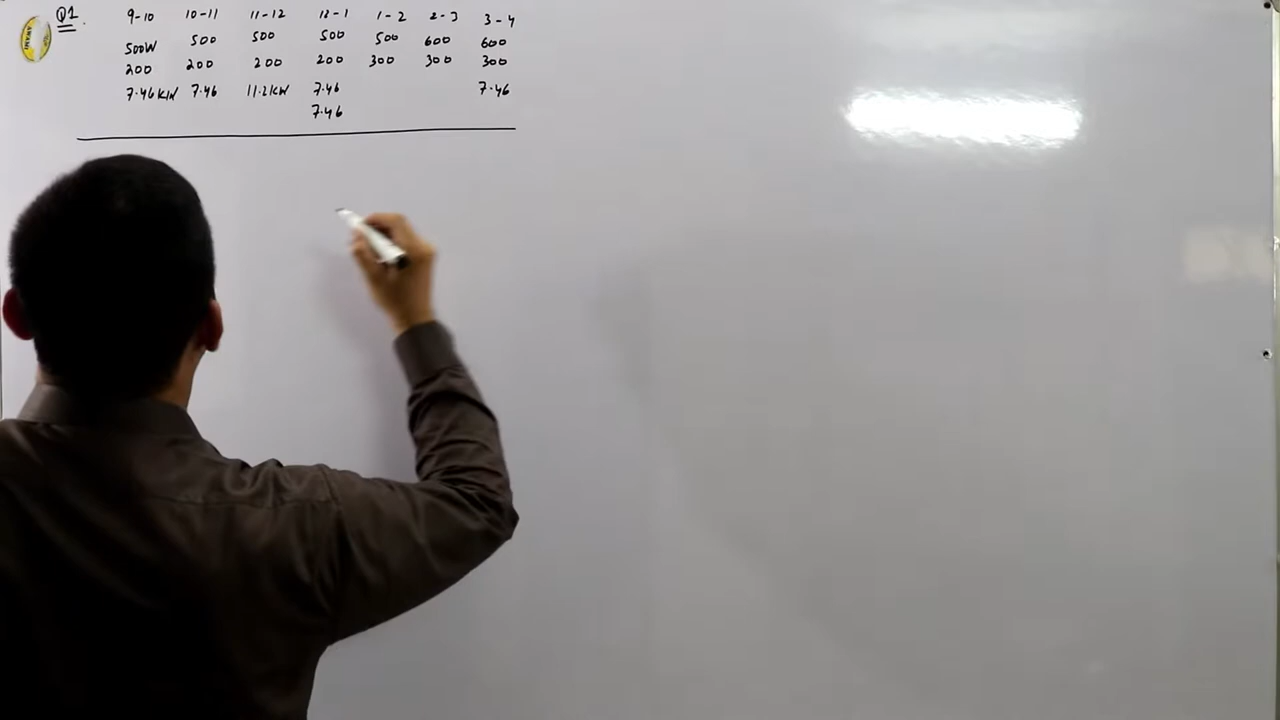 Q1 9-10 10-11 11-12 12-1 1-2 2-3 3-4
500W 500 500 500 500 600 600
200 200 200 200 300 300 300
7.46KW 7.46 11.2KW 7.46 7.46
7.46